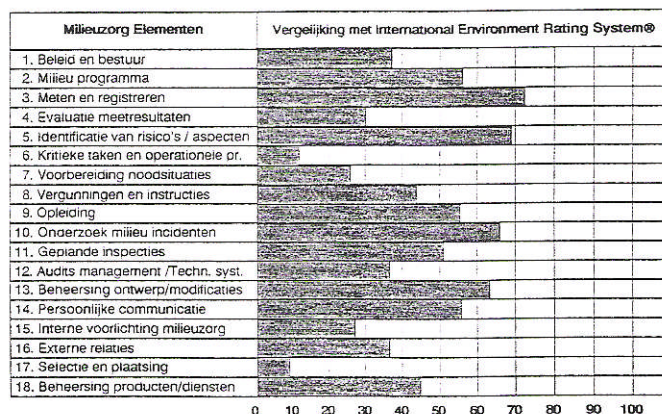 Milieuzorg Elementen
Vergelijking met International Environment Rating System®
1. Beleid en bestuur
2. Milieu programma
3. Meten en registreren
4. Evaluatie meetresultaten
5. Identificatie van risico's / aspecten
6. Kritieke taken en operationele pr.
7. Voorbereiding noodsituaties
8. Vergunningen en instructies
9. Opleiding
10. Onderzoek milieu incidenten
11. Geplande inspecties
12. Audits management /Techn. syst.
13. Beheersing ontwerp/modificaties
14. Persoonlijke communicatie
15. Interne voorlichting milieuzorg
16. Externe relaties
17. Selectie en plaatsing
18. Beheersing producten/diensten
0 10 20 30 40 50 60 70 80 90 100